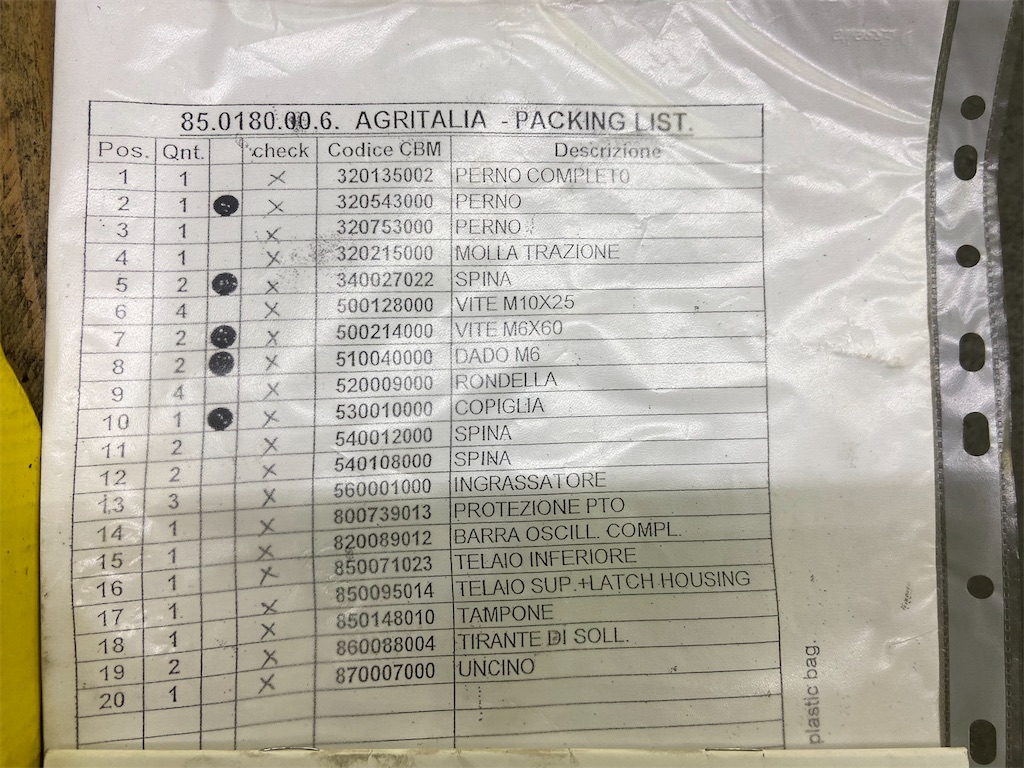 85.0180.00.6. AGRITALIA - PACKING LIST.
Pos. Qnt. check Codice CBM Descrizione
1 1 X 320135002 PERNO COMPLETO
2 1 X 320543000 PERNO
3 1 X 320753000 PERNO
4 1 X 320215000 MOLLA TRAZIONE
5 2 X 340027022 SPINA
6 4 X 500128000 VITE M10X25
7 2 X 500214000 VITE M6X60
8 2 X 510040000 DADO M6
9 4 X 520009000 RONDELLA
10 1 X 530010000 COPIGLIA
11 2 X 540012000 SPINA
12 2 X 540108000 SPINA
13 3 X 560001000 INGRASSATORE
14 1 X 800739013 PROTEZIONE PTO
15 1 X 820089012 BARRA OSCILL. COMPL.
16 1 X 850071023 TELAIO INFERIORE
17 1 X 850095014 TELAIO SUP.+LATCH HOUSING
18 1 X 850148010 TAMPONE
19 2 X 860088004 TIRANTE DI SOLL.
20 1 X 870007000 UNCINO
plastic bag.